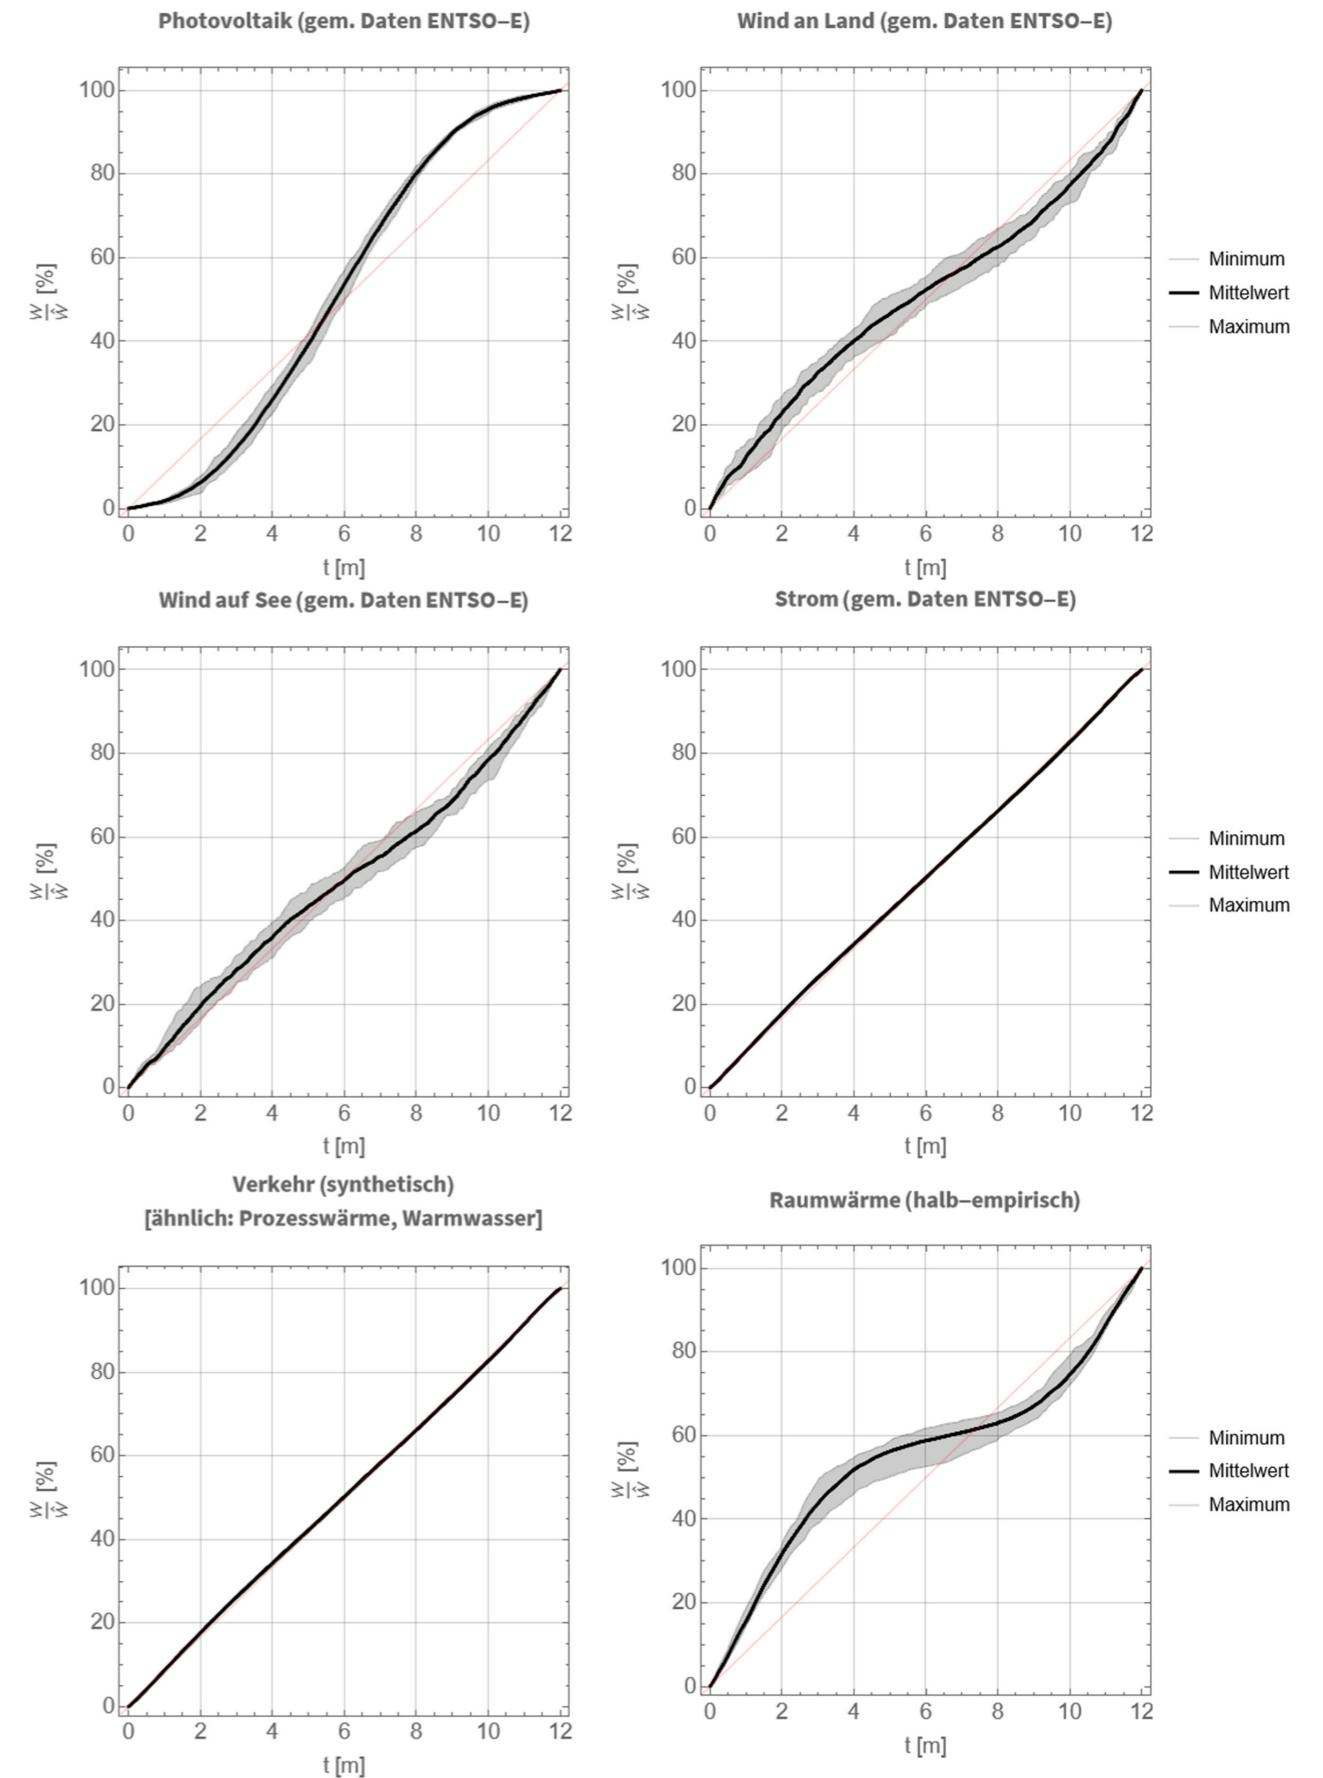 Photovoltaik (gem. Daten ENTSO–E)
100
80
60
40
20
0
W/Ŵ [%]
0 2 4 6 8 10 12
t [m]
Wind an Land (gem. Daten ENTSO–E)
100
80
60
40
20
0
W/Ŵ [%]
0 2 4 6 8 10 12
t [m]
Minimum
Mittelwert
Maximum
Wind auf See (gem. Daten ENTSO–E)
100
80
60
40
20
0
W/Ŵ [%]
0 2 4 6 8 10 12
t [m]
Strom (gem. Daten ENTSO–E)
100
80
60
40
20
0
W/Ŵ [%]
0 2 4 6 8 10 12
t [m]
Minimum
Mittelwert
Maximum
Verkehr (synthetisch)
[ähnlich: Prozesswärme, Warmwasser]
100
80
60
40
20
0
W/Ŵ [%]
0 2 4 6 8 10 12
t [m]
Raumwärme (halb–empirisch)
100
80
60
40
20
0
W/Ŵ [%]
0 2 4 6 8 10 12
t [m]
Minimum
Mittelwert
Maximum